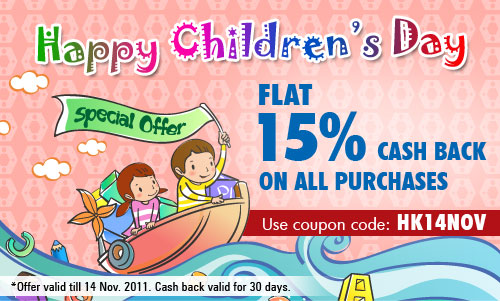 Happy Children's Day
Special Offer
FLAT
15% CASH BACK
ON ALL PURCHASES
Use coupon code: HK14NOV
*Offer valid till 14 Nov. 2011. Cash back valid for 30 days.